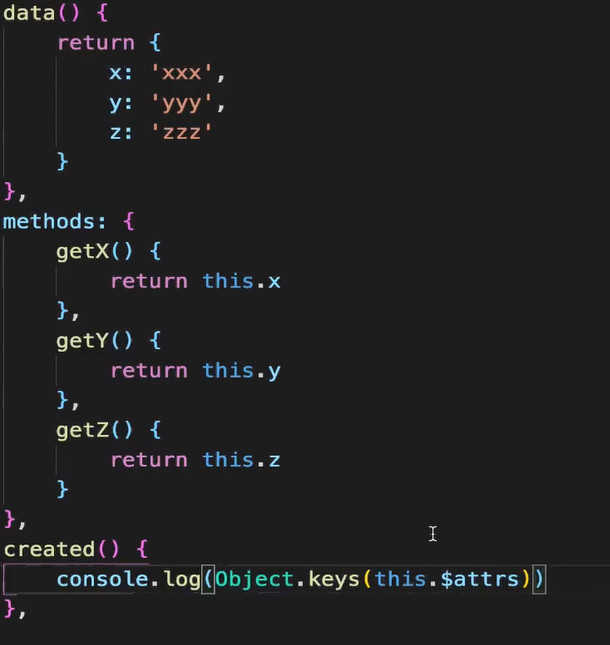 data() {
return {
x: 'xxx',
y: 'yyy',
z: 'zzz'
}
},
methods: {
getX() {
return this.x
},
getY() {
return this.y
},
getZ() {
return this.z
}
},
created() {
console.log(Object.keys(this.$attrs))
},